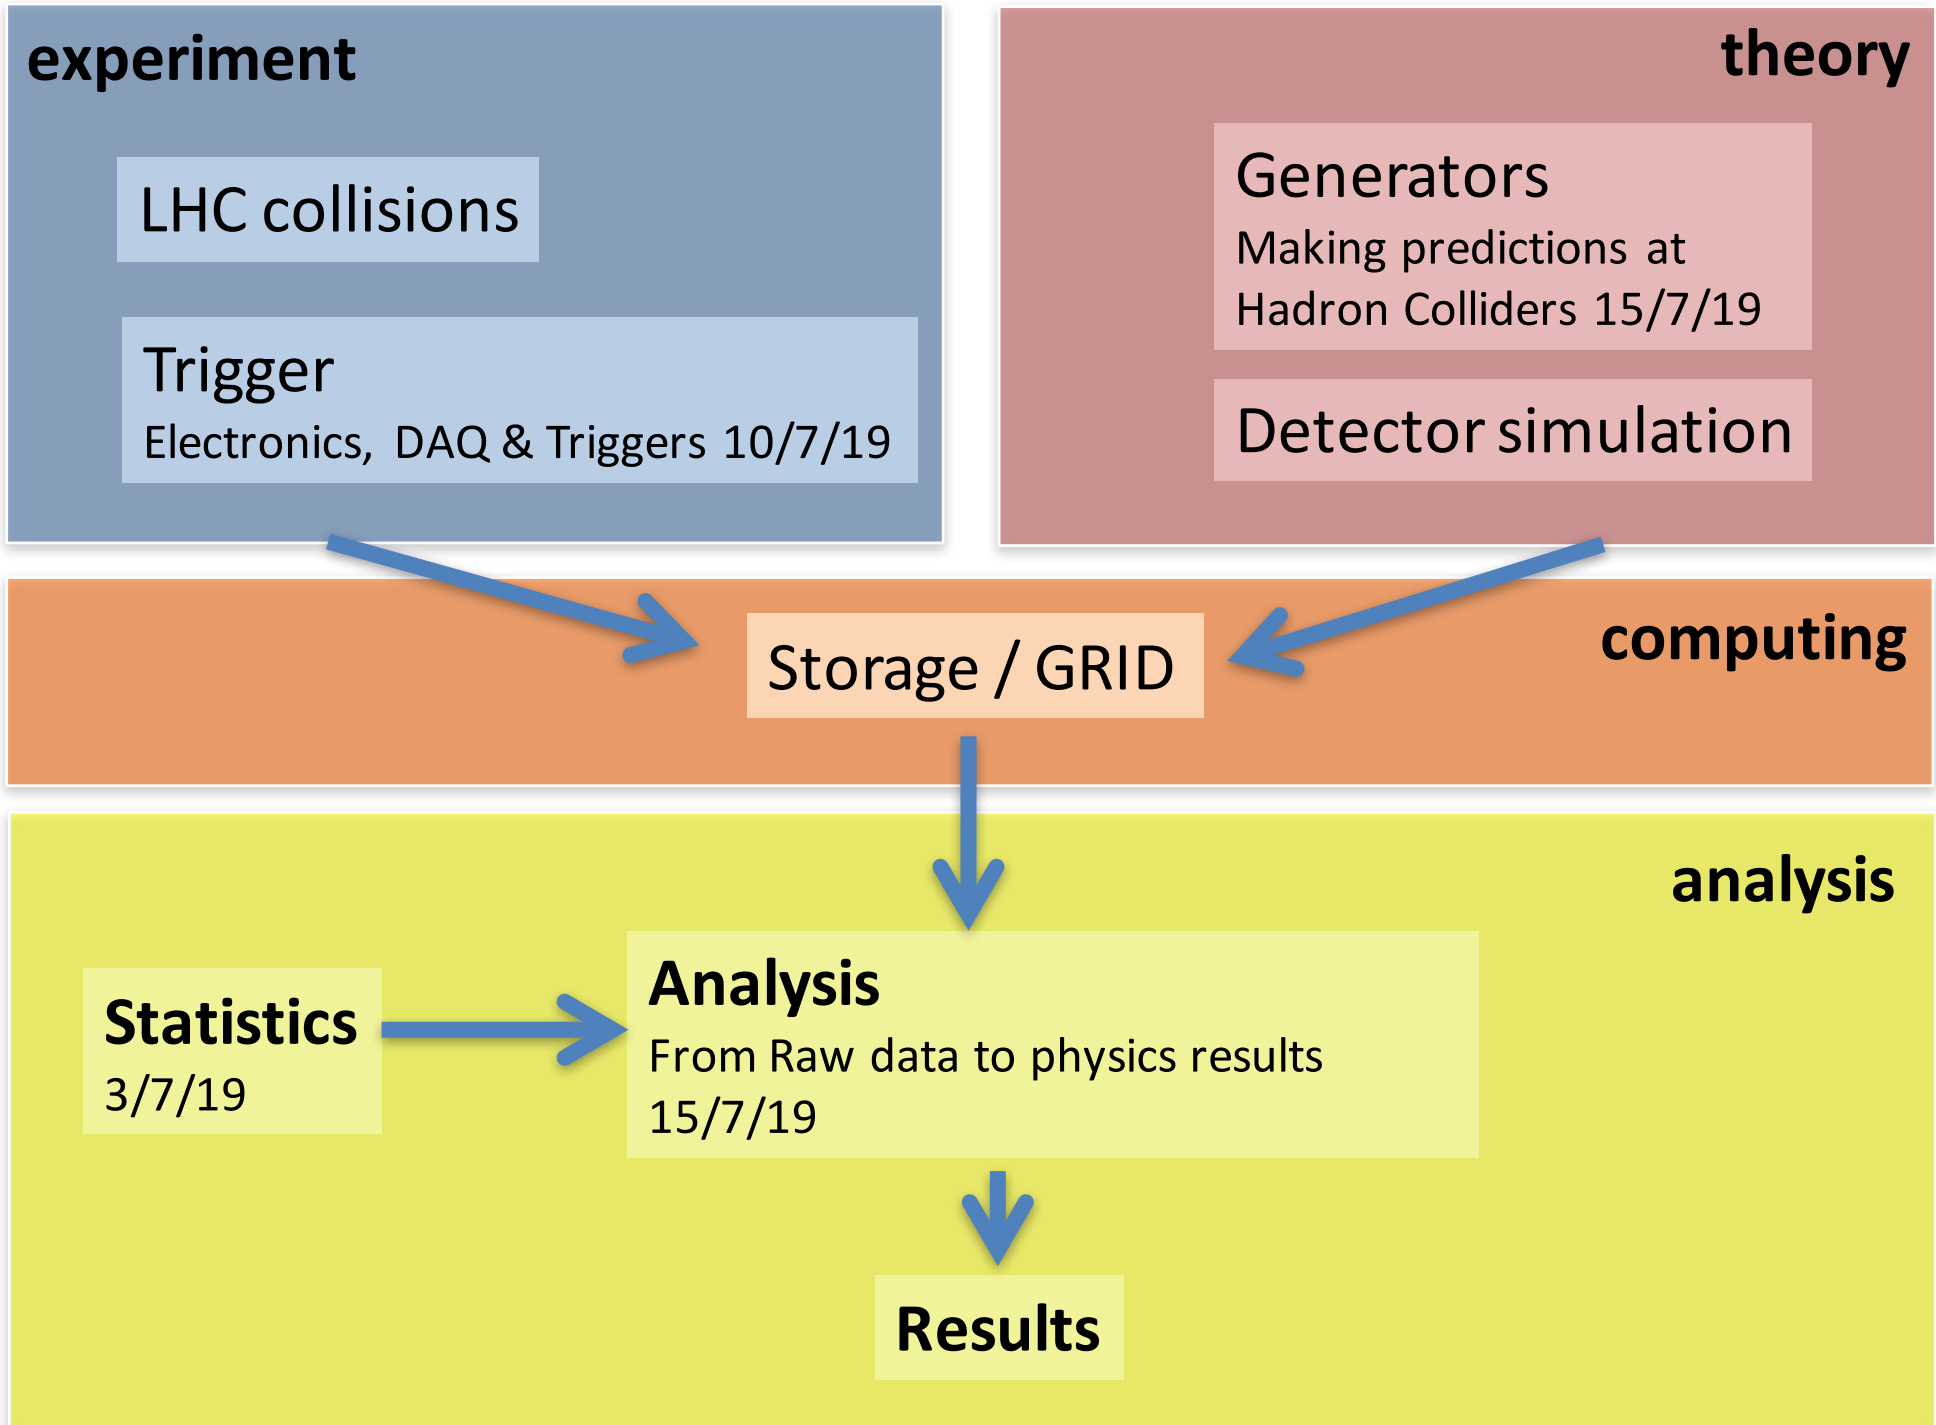 experiment
LHC collisions
Trigger
Electronics, DAQ & Triggers 10/7/19
theory
Generators
Making predictions at
Hadron Colliders 15/7/19
Detector simulation
computing
Storage / GRID
analysis
Statistics
3/7/19
Analysis
From Raw data to physics results
15/7/19
Results